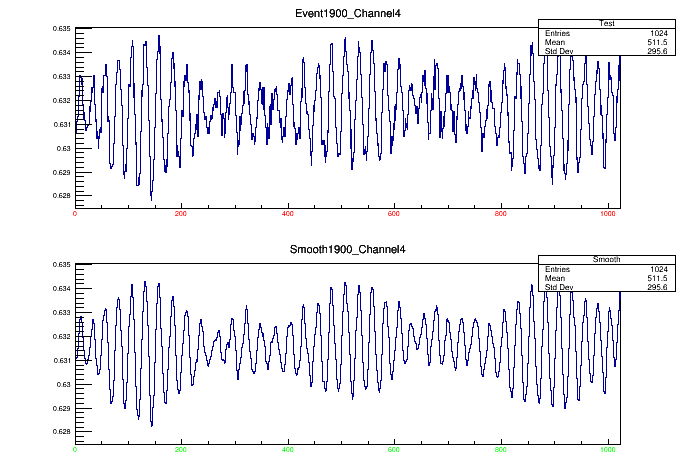 Event1900_Channel4
Test
Entries 1024
Mean 511.5
Std Dev 295.6
0.635
0.634
0.633
0.632
0.631
0.63
0.629
0.628
0 200 400 600 800 1000
Smooth1900_Channel4
Smooth
Entries 1024
Mean 511.5
Std Dev 295.6
0.635
0.634
0.633
0.632
0.631
0.63
0.629
0.628
0 200 400 600 800 1000